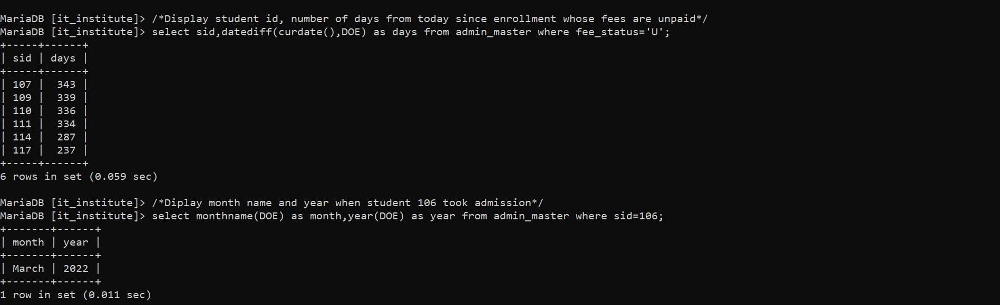 MariaDB [it_institute]> /*Display student id, number of days from today since enrollment whose fees are unpaid*/
MariaDB [it_institute]> select sid,datediff(curdate(),DOE) as days from admin_master where fee_status='U';
+-----+------+
| sid | days |
+-----+------+
| 107 |  343 |
| 109 |  339 |
| 110 |  336 |
| 111 |  334 |
| 114 |  287 |
| 117 |  237 |
+-----+------+
6 rows in set (0.059 sec)

MariaDB [it_institute]> /*Diplay month name and year when student 106 took admission*/
MariaDB [it_institute]> select monthname(DOE) as month,year(DOE) as year from admin_master where sid=106;
+-------+------+
| month | year |
+-------+------+
| March | 2022 |
+-------+------+
1 row in set (0.011 sec)